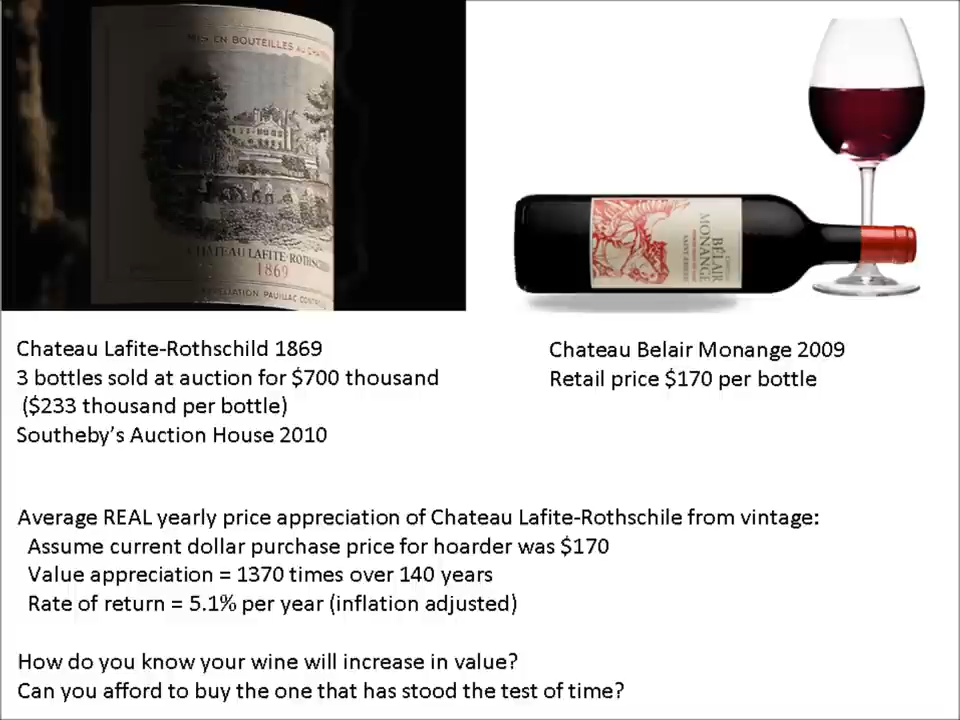 MIS EN BOUTEILLES AU
CHATEAU LAFITE-ROTHSC
1869
APPELLATION PAUILLAC
BÉLAIR
MONANGE
Chateau Lafite-Rothschild 1869
3 bottles sold at auction for $700 thousand
($233 thousand per bottle)
Southeby's Auction House 2010
Chateau Belair Monange 2009
Retail price $170 per bottle
Average REAL yearly price appreciation of Chateau Lafite-Rothschile from vintage:
Assume current dollar purchase price for hoarder was $170
Value appreciation = 1370 times over 140 years
Rate of return = 5.1% per year (inflation adjusted)
How do you know your wine will increase in value?
Can you afford to buy the one that has stood the test of time?